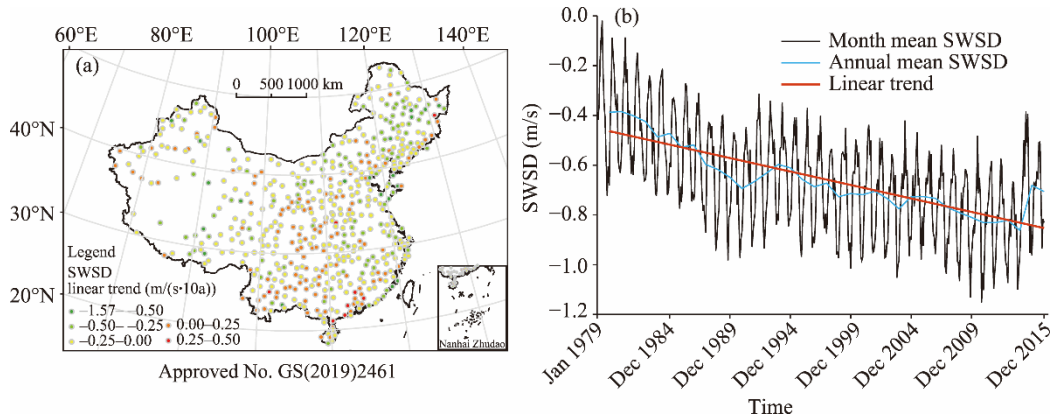 60°E 80°E 100°E 120°E 140°E
(a)
0 500 1000 km
40°N
30°N
20°N
Legend
SWSD
linear trend (m/(s·10a))
−1.57–−0.50
−0.50–−0.25
−0.25–0.00
0.00–0.25
0.25–0.50
Nanhai Zhudao
Approved No. GS(2019)2461
(b)
Month mean SWSD
Annual mean SWSD
Linear trend
SWSD (m/s)
0.0
−0.2
−0.4
−0.6
−0.8
−1.0
−1.2
Jan 1979
Dec 1984
Dec 1989
Dec 1994
Dec 1999
Dec 2004
Dec 2009
Dec 2015
Time